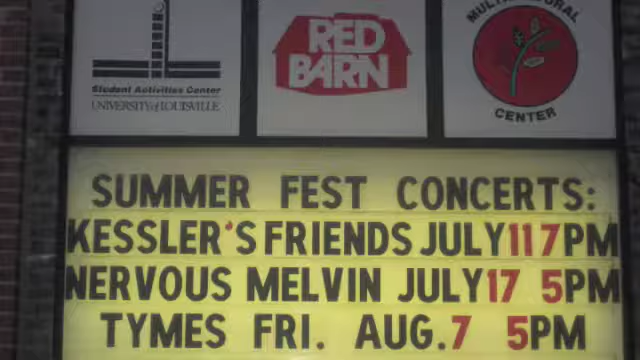 Student Activities Center
UNIVERSITY of LOUISVILLE
RED
BARN
CENTER
SUMMER FEST CONCERTS:
KESSLER'S FRIENDS JULY 11 7PM
NERVOUS MELVIN JULY 17 5PM
TYMES FRI. AUG. 7 5PM